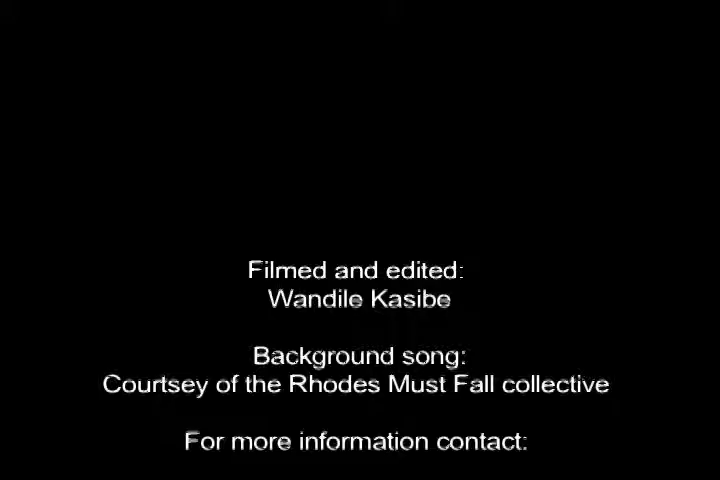 Filmed and edited:
Wandile Kasibe
Background song:
Courtsey of the Rhodes Must Fall collective
For more information contact: